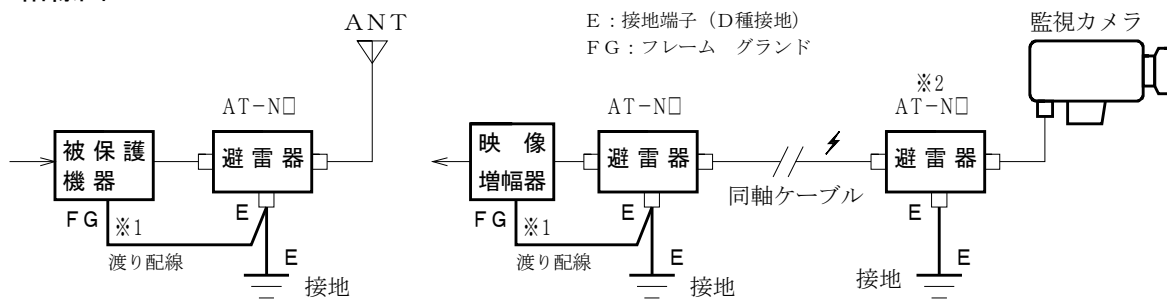 ANT
E:接地端子(D種接地)
FG:フレーム グランド
監視カメラ
AT-N□
AT-N□
※2
AT-N□
被保護
機器
避雷器
映像
増幅器
避雷器
避雷器
同軸ケーブル
FG
※1
E
渡り配線
E
接地
FG
※1
E
渡り配線
E
接地
E
E
接地